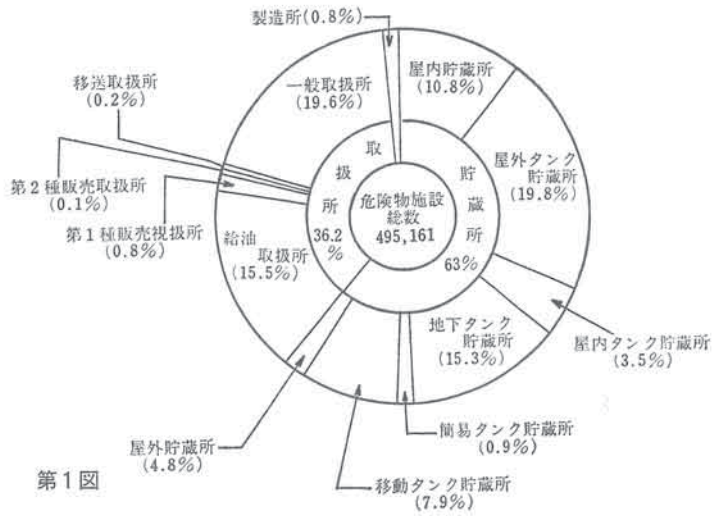 製造所(0.8%)
屋内貯蔵所
(10.8%)
屋外タンク
貯蔵所
(19.8%)
屋内タンク貯蔵所
(3.5%)
地下タンク
貯蔵所
(15.3%)
簡易タンク貯蔵所
(0.9%)
移動タンク貯蔵所
(7.9%)
屋外貯蔵所
(4.8%)
給油
取扱所
(15.5%)
第1種販売視扱所
(0.8%)
第2種販売取扱所
(0.1%)
移送取扱所
(0.2%)
一般取扱所
(19.6%)
取扱所
36.2
%
貯蔵所
63%
危険物施設
総数
495,161
第1図